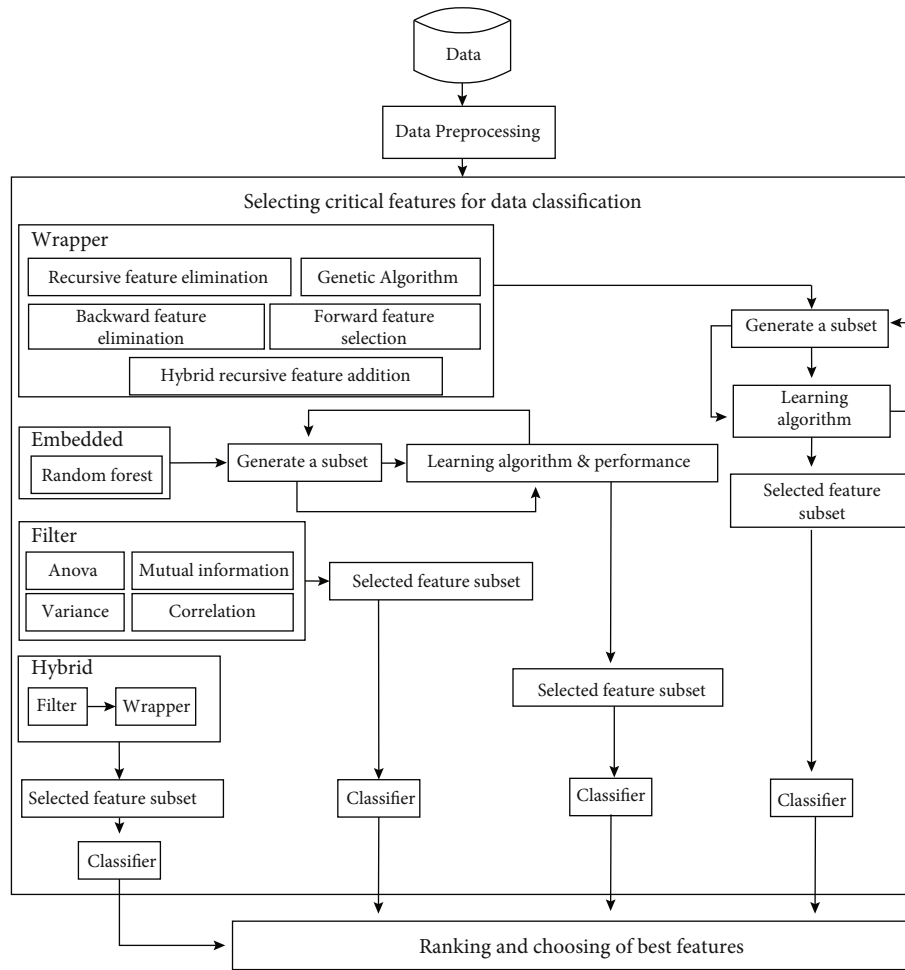 Data
Data Preprocessing
Selecting critical features for data classification
Wrapper
Recursive feature elimination
Genetic Algorithm
Backward feature
elimination
Forward feature
selection
Hybrid recursive feature addition
Generate a subset
Learning
algorithm
Selected feature
subset
Embedded
Random forest
Generate a subset
Learning algorithm & performance
Filter
Anova
Mutual information
Variance
Correlation
Selected feature subset
Hybrid
Filter
Wrapper
Selected feature subset
Selected feature subset
Classifier
Classifier
Classifier
Classifier
Ranking and choosing of best features